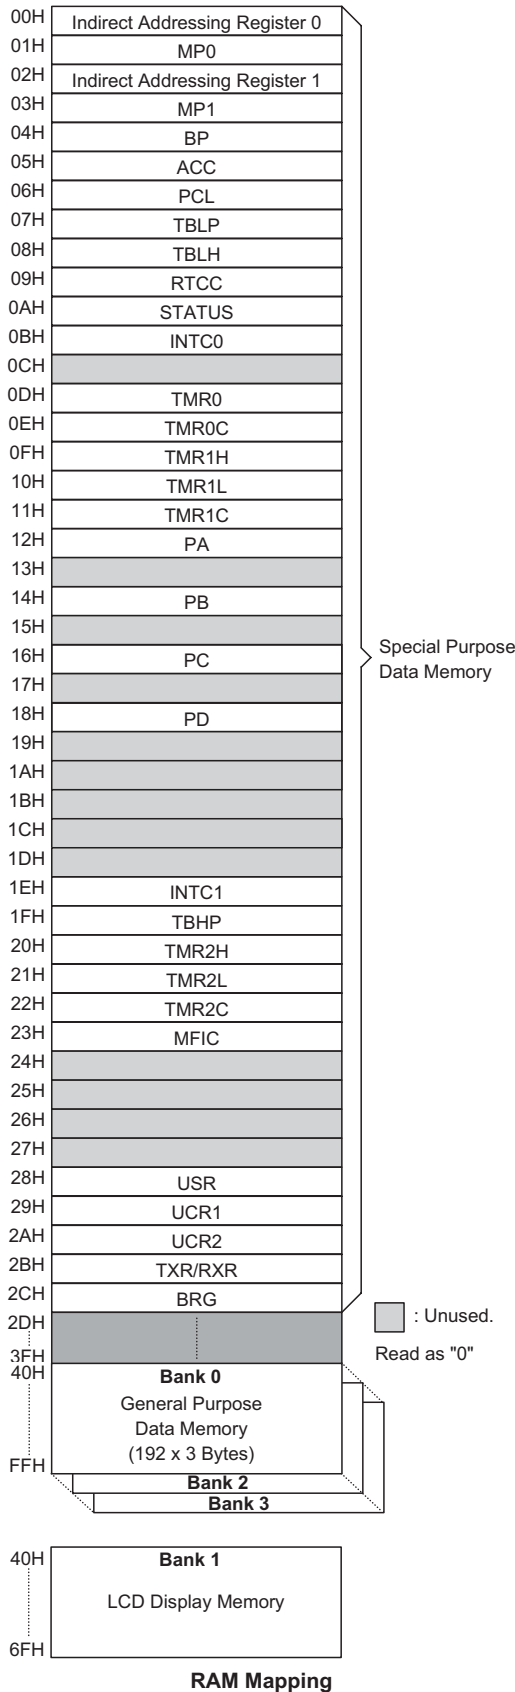 00H Indirect Addressing Register 0
01H MP0
02H Indirect Addressing Register 1
03H MP1
04H BP
05H ACC
06H PCL
07H TBLP
08H TBLH
09H RTCC
0AH STATUS
0BH INTC0
0CH
0DH TMR0
0EH TMR0C
0FH TMR1H
10H TMR1L
11H TMR1C
12H PA
13H
14H PB
15H
16H PC
17H
18H PD
19H
1AH
1BH
1CH
1DH
1EH INTC1
1FH TBHP
20H TMR2H
21H TMR2L
22H TMR2C
23H MFIC
24H
25H
26H
27H
28H USR
29H UCR1
2AH UCR2
2BH TXR/RXR
2CH BRG
2DH
3FH
Special Purpose
Data Memory
: Unused.
Read as "0"
40H Bank 0
General Purpose
Data Memory
(192 x 3 Bytes)
FFH
Bank 2
Bank 3
40H Bank 1
LCD Display Memory
6FH
RAM Mapping